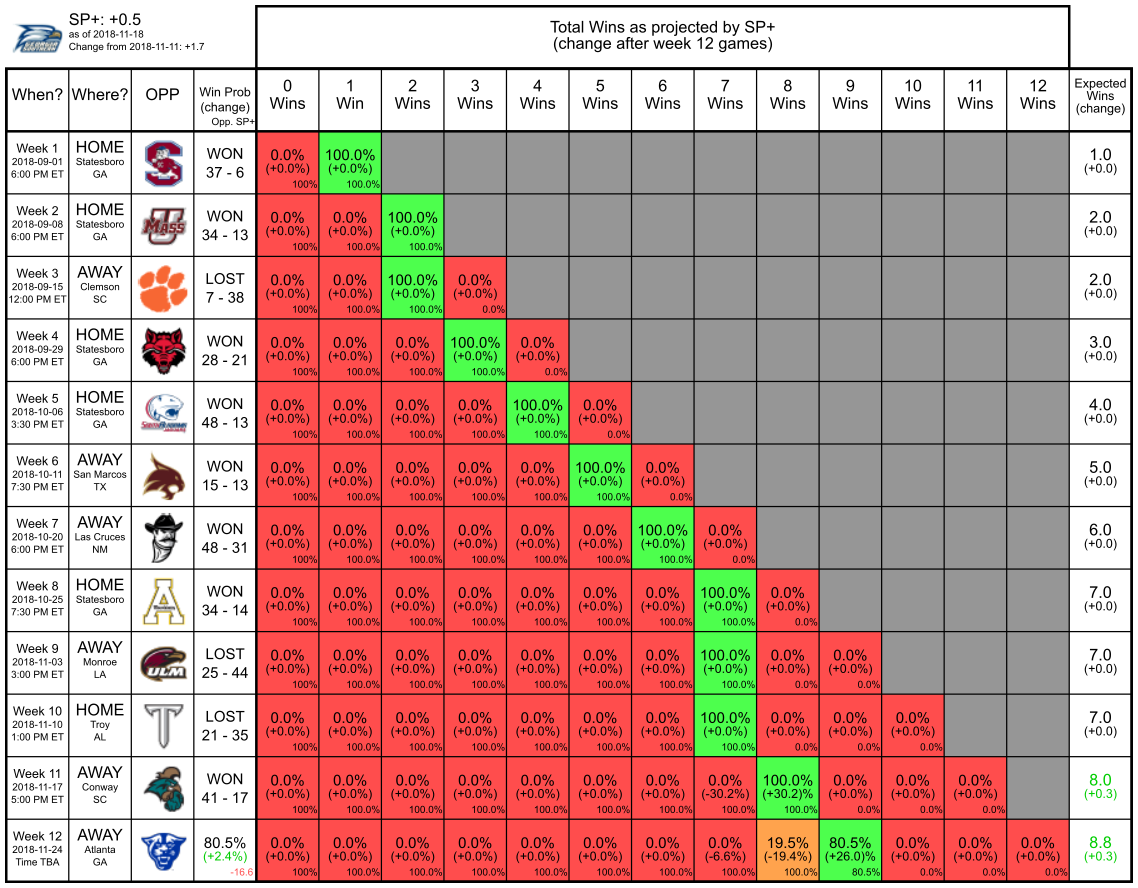 SP+: +0.5
as of 2018-11-18
Change from 2018-11-11: +1.7
Total Wins as projected by SP+
(change after week 12 games)
When? Where? OPP Win Prob (change) Opp. SP+ 0 Wins 1 Win 2 Wins 3 Wins 4 Wins 5 Wins 6 Wins 7 Wins 8 Wins 9 Wins 10 Wins 11 Wins 12 Wins Expected Wins (change)
Week 1 HOME WON 0.0% 100.0% 1.0
2018-09-01 Statesboro 37 - 6 (+0.0%) (+0.0%) (+0.0)
6:00 PM ET GA 100% 100.0%
Week 2 HOME WON 0.0% 0.0% 100.0% 2.0
2018-09-08 Statesboro MASS 34 - 13 (+0.0%) (+0.0%) (+0.0%) (+0.0)
6:00 PM ET GA 100% 100.0% 100.0%
Week 3 AWAY LOST 0.0% 0.0% 100.0% 0.0% 2.0
2018-09-15 Clemson 7 - 38 (+0.0%) (+0.0%) (+0.0%) (+0.0%) (+0.0)
12:00 PM ET SC 100% 100.0% 100.0% 0.0%
Week 4 HOME WON 0.0% 0.0% 0.0% 100.0% 0.0% 3.0
2018-09-29 Statesboro 28 - 21 (+0.0%) (+0.0%) (+0.0%) (+0.0%) (+0.0%) (+0.0)
6:00 PM ET GA 100% 100.0% 100.0% 100.0% 0.0%
Week 5 HOME WON 0.0% 0.0% 0.0% 0.0% 100.0% 0.0% 4.0
2018-10-06 Statesboro 48 - 13 (+0.0%) (+0.0%) (+0.0%) (+0.0%) (+0.0%) (+0.0%) (+0.0)
3:30 PM ET GA 100% 100.0% 100.0% 100.0% 100.0% 0.0%
Week 6 AWAY WON 0.0% 0.0% 0.0% 0.0% 0.0% 100.0% 0.0% 5.0
2018-10-11 San Marcos 15 - 13 (+0.0%) (+0.0%) (+0.0%) (+0.0%) (+0.0%) (+0.0%) (+0.0%) (+0.0)
7:30 PM ET TX 100% 100.0% 100.0% 100.0% 100.0% 100.0% 0.0%
Week 7 AWAY WON 0.0% 0.0% 0.0% 0.0% 0.0% 0.0% 100.0% 0.0% 6.0
2018-10-20 Las Cruces 48 - 31 (+0.0%) (+0.0%) (+0.0%) (+0.0%) (+0.0%) (+0.0%) (+0.0%) (+0.0%) (+0.0)
6:00 PM ET NM 100% 100.0% 100.0% 100.0% 100.0% 100.0% 100.0% 0.0%
Week 8 HOME WON 0.0% 0.0% 0.0% 0.0% 0.0% 0.0% 0.0% 100.0% 0.0% 7.0
2018-10-25 Statesboro 34 - 14 (+0.0%) (+0.0%) (+0.0%) (+0.0%) (+0.0%) (+0.0%) (+0.0%) (+0.0%) (+0.0%) (+0.0)
7:30 PM ET GA 100% 100.0% 100.0% 100.0% 100.0% 100.0% 100.0% 100.0% 0.0%
Week 9 AWAY LOST 0.0% 0.0% 0.0% 0.0% 0.0% 0.0% 0.0% 100.0% 0.0% 0.0% 7.0
2018-11-03 Monroe ULM 25 - 44 (+0.0%) (+0.0%) (+0.0%) (+0.0%) (+0.0%) (+0.0%) (+0.0%) (+0.0%) (+0.0%) (+0.0%) (+0.0)
3:00 PM ET LA 100% 100.0% 100.0% 100.0% 100.0% 100.0% 100.0% 100.0% 0.0% 0.0%
Week 10 HOME LOST 0.0% 0.0% 0.0% 0.0% 0.0% 0.0% 0.0% 100.0% 0.0% 0.0% 0.0% 7.0
2018-11-10 Troy 21 - 35 (+0.0%) (+0.0%) (+0.0%) (+0.0%) (+0.0%) (+0.0%) (+0.0%) (+0.0%) (+0.0%) (+0.0%) (+0.0%) (+0.0)
1:00 PM ET AL 100% 100.0% 100.0% 100.0% 100.0% 100.0% 100.0% 100.0% 0.0% 0.0% 0.0%
Week 11 AWAY WON 0.0% 0.0% 0.0% 0.0% 0.0% 0.0% 0.0% 0.0% 100.0% 0.0% 0.0% 0.0% 8.0
2018-11-17 Conway 41 - 17 (+0.0%) (+0.0%) (+0.0%) (+0.0%) (+0.0%) (+0.0%) (+0.0%) (-30.2%) (+30.2)% (+0.0%) (+0.0%) (+0.0%) (+0.3)
5:00 PM ET SC 100% 100.0% 100.0% 100.0% 100.0% 100.0% 100.0% 100.0% 100.0% 0.0% 0.0% 0.0%
Week 12 AWAY 80.5% 0.0% 0.0% 0.0% 0.0% 0.0% 0.0% 0.0% 0.0% 19.5% 80.5% 0.0% 0.0% 0.0% 8.8
2018-11-24 Atlanta (+2.4%) (+0.0%) (+0.0%) (+0.0%) (+0.0%) (+0.0%) (+0.0%) (+0.0%) (-6.6%) (-19.4%) (+26.0)% (+0.0%) (+0.0%) (+0.0%) (+0.3)
Time TBA GA -16.6 100% 100.0% 100.0% 100.0% 100.0% 100.0% 100.0% 100.0% 100.0% 80.5% 0.0% 0.0% 0.0%